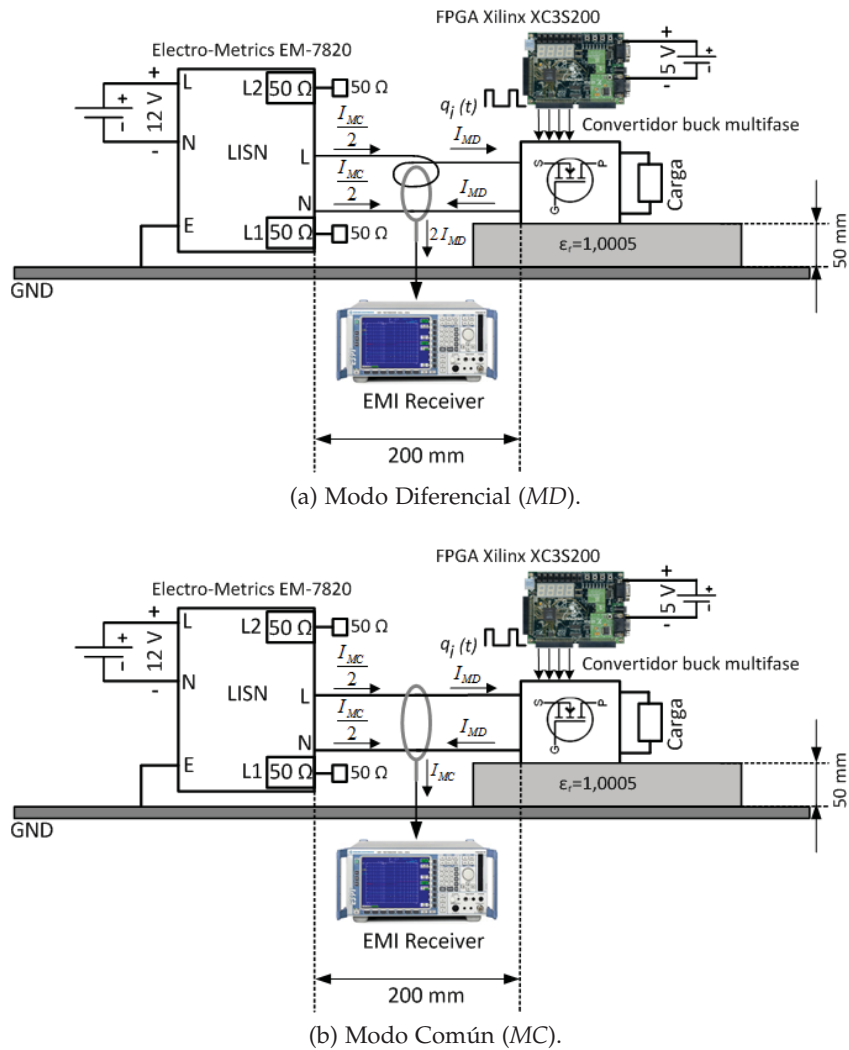 FPGA Xilinx XC3S200
Electro-Metrics EM-7820
+
5 V
+
-
-
+
12 V
+
-
-
L
N
E
LISN
L2
50 Ω
50 Ω
L
N
L1
50 Ω
50 Ω
I_MC/2
I_MC/2
I_MD
I_MD
2 I_MD
q_i (t)
Convertidor buck multifase
S
P
G
Carga
ε_r=1,0005
50 mm
GND
EMI Receiver
200 mm
(a) Modo Diferencial (MD).
FPGA Xilinx XC3S200
Electro-Metrics EM-7820
+
5 V
+
-
-
+
12 V
+
-
-
L
N
E
LISN
L2
50 Ω
50 Ω
L
N
L1
50 Ω
50 Ω
I_MC/2
I_MC/2
I_MD
I_MD
I_MC
q_i (t)
Convertidor buck multifase
S
P
G
Carga
ε_r=1,0005
50 mm
GND
EMI Receiver
200 mm
(b) Modo Común (MC).